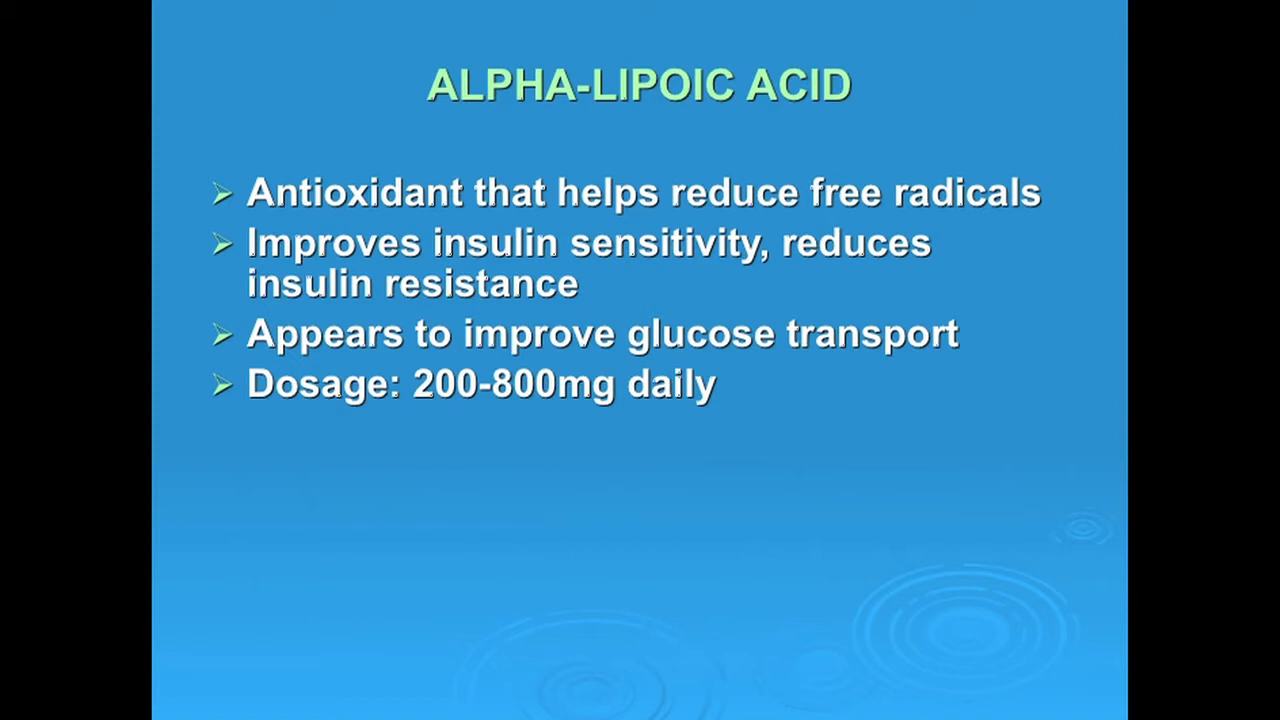 ALPHA-LIPOIC ACID
Antioxidant that helps reduce free radicals
Improves insulin sensitivity, reduces
insulin resistance
Appears to improve glucose transport
Dosage: 200-800mg daily